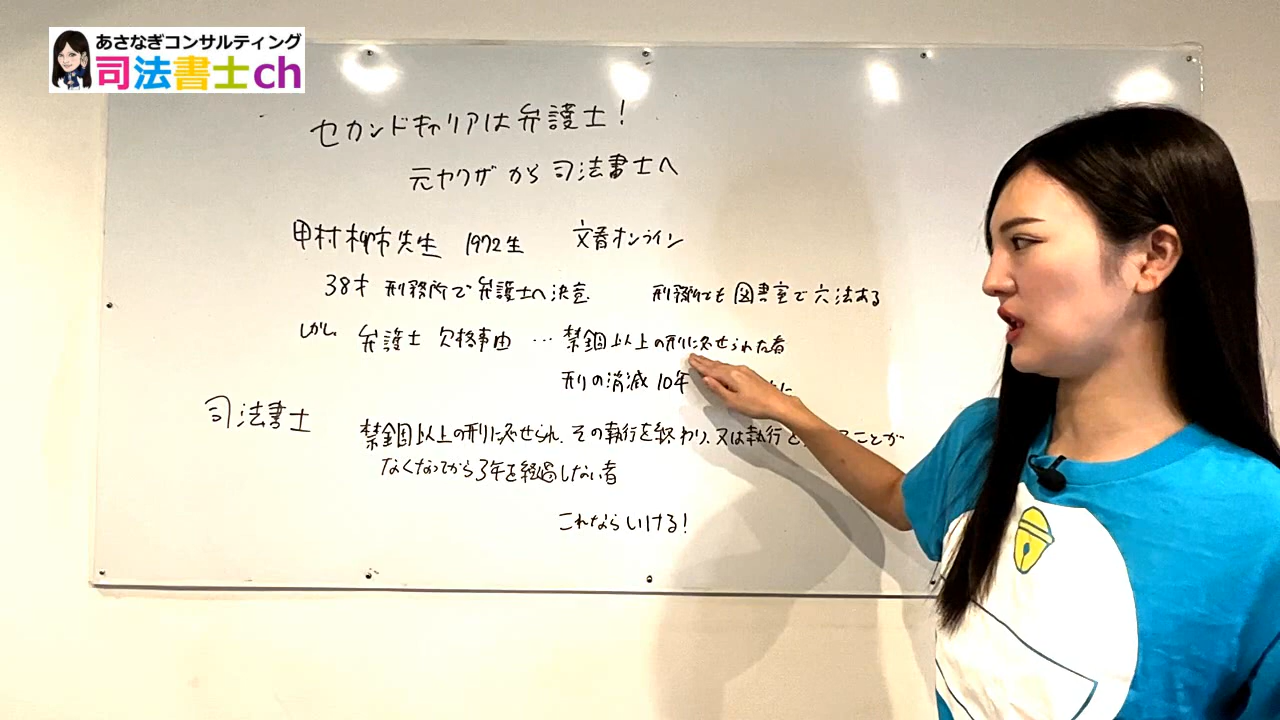 あさなぎコンサルティング
司法書士ch
セカンドキャリアは弁護士!
元ヤクザから司法書士へ
甲村柳市先生 1972生 文春オンライン
38才 刑務所で弁護士へ決意 刑務所でも図書室で六法ある
しかし 弁護士 欠格事由 … 禁錮以上の刑に処せられた者
刑の消滅 10年
司法書士 禁錮以上の刑に処せられ、その執行を終わり、又は執行を ことが
なくなってから3年を経過しない者
これならいける!